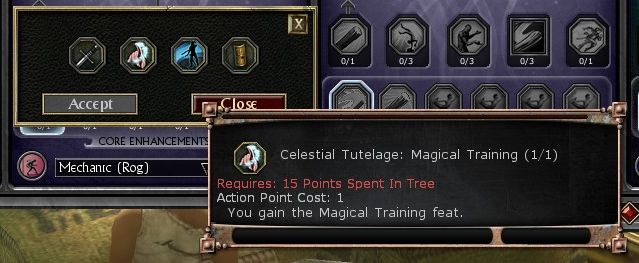 X
Accept
Close
0/1
0/3
0/3
0/3
0/1
0/1
CORE ENHANCEMENTS
Mechanic (Rog)
Celestial Tutelage: Magical Training (1/1)
Requires: 15 Points Spent In Tree
Action Point Cost: 1
You gain the Magical Training feat.